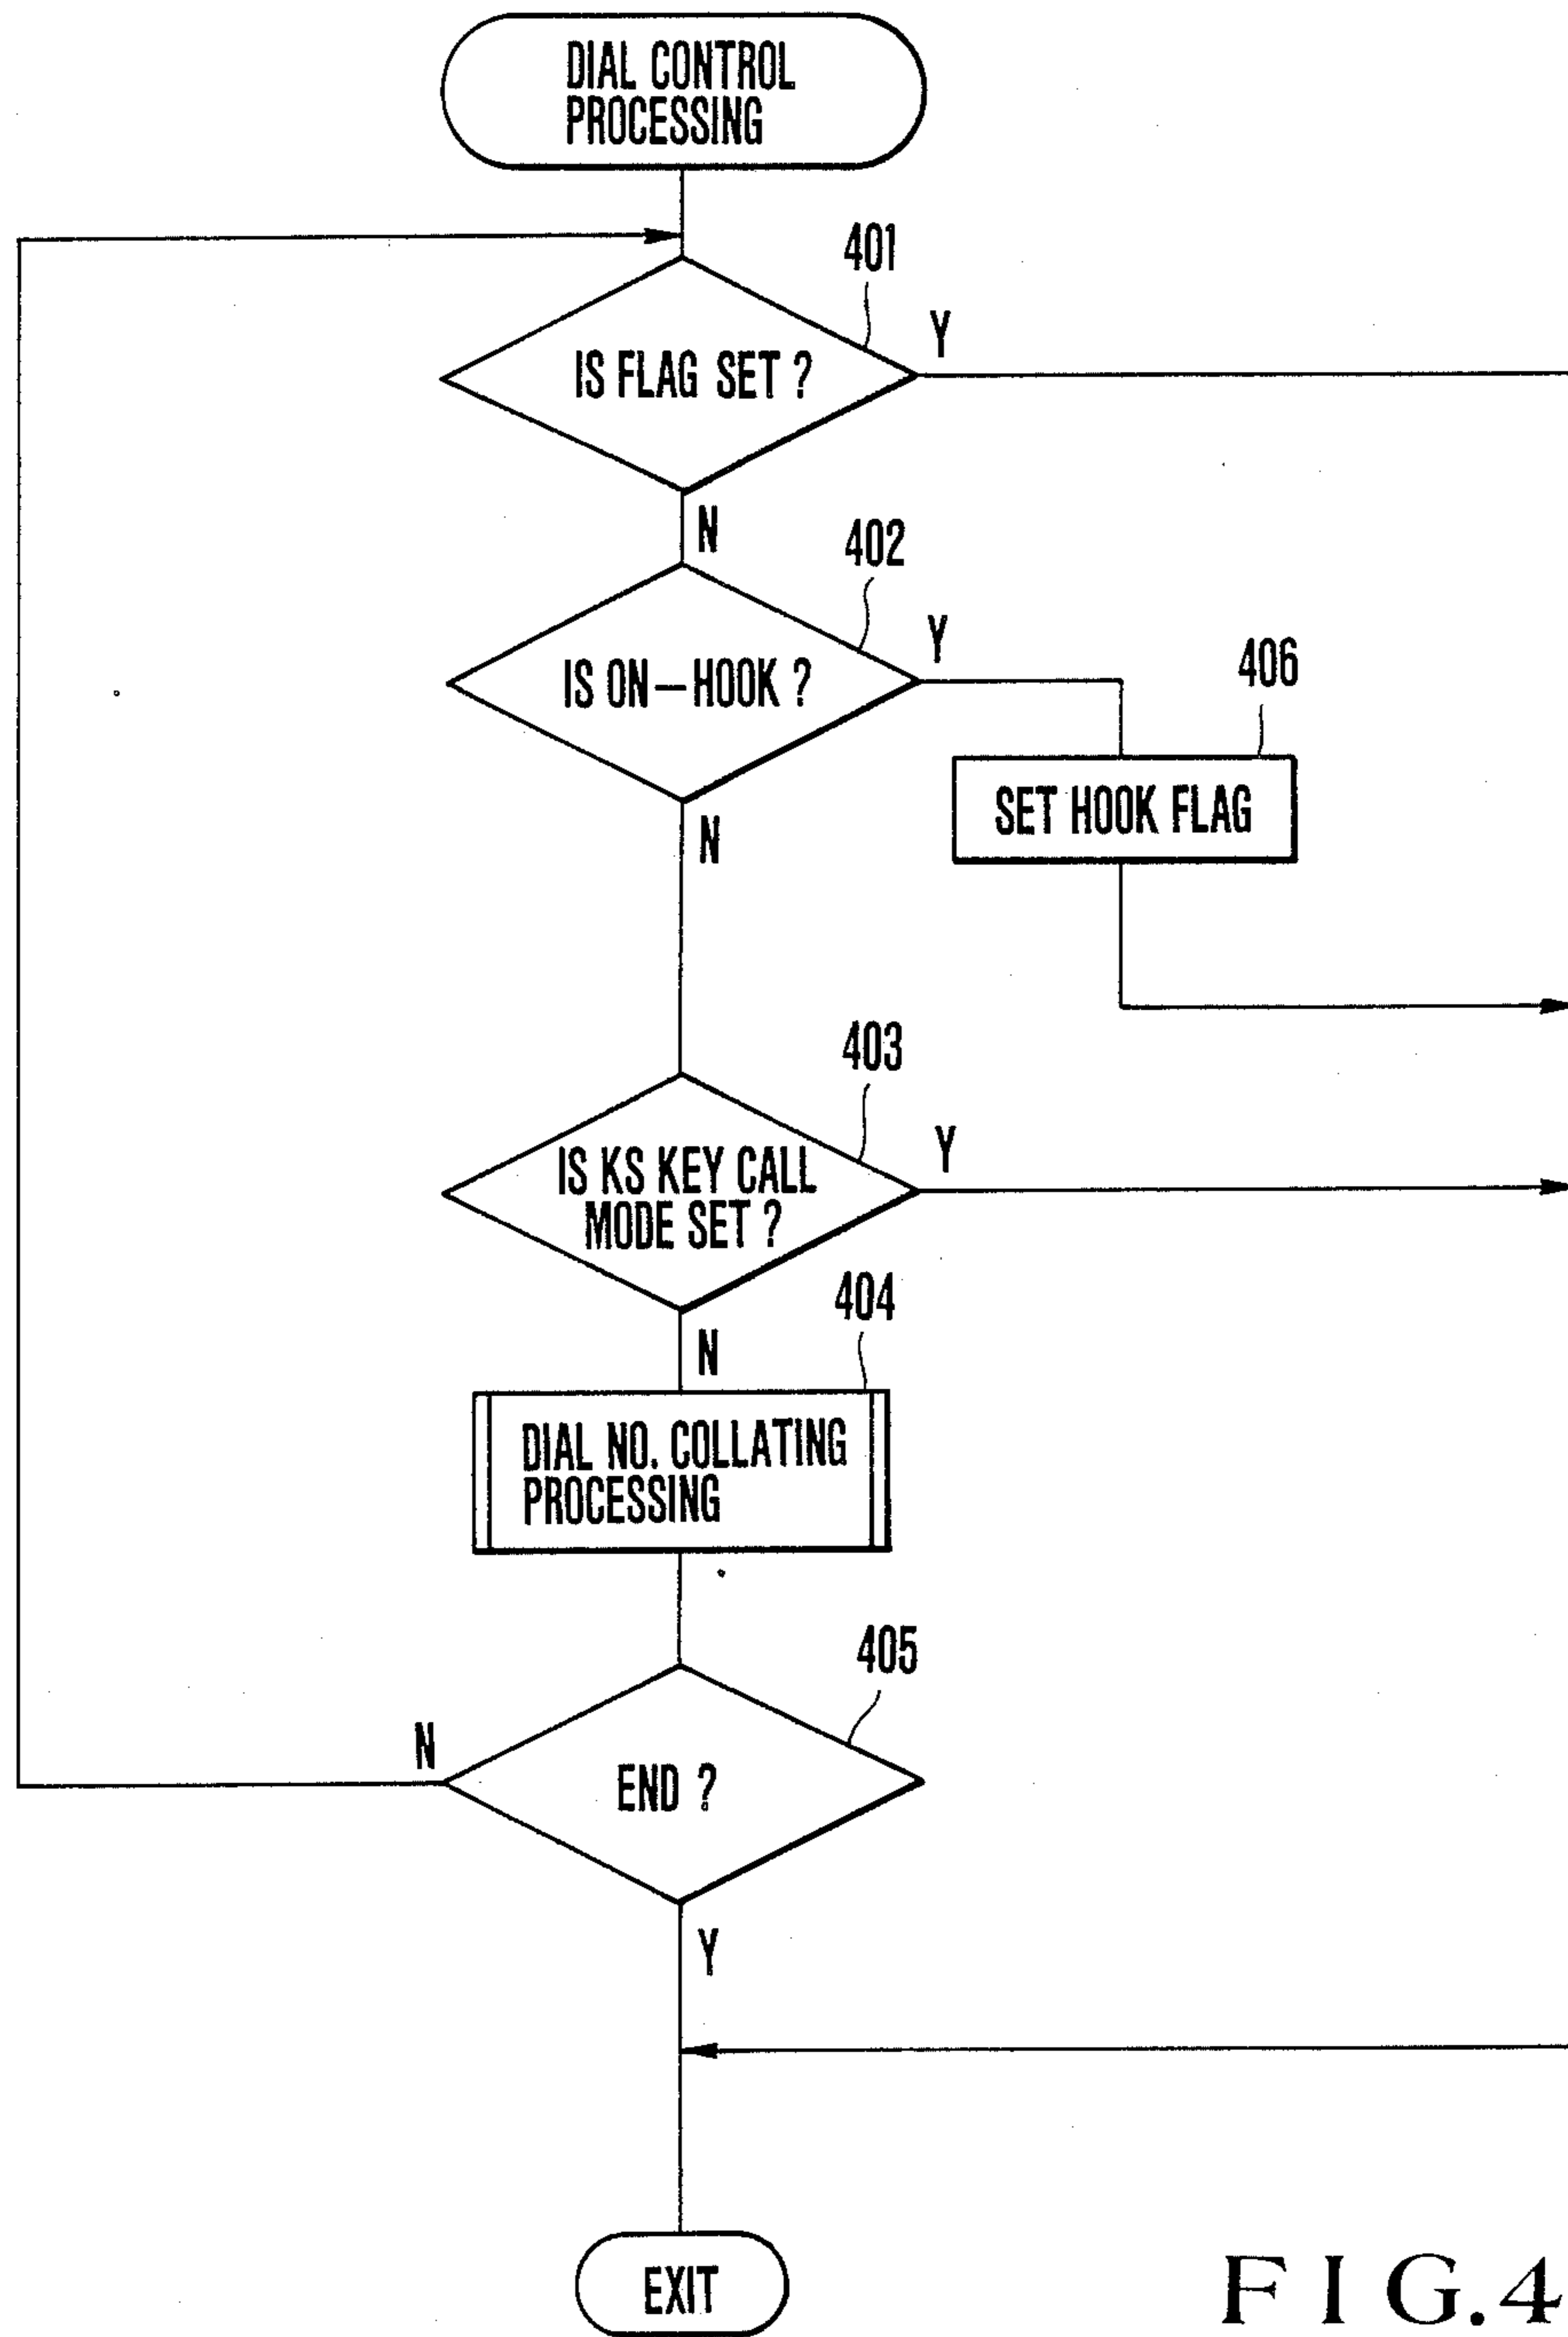 DIAL CONTROL
PROCESSING
401
Y
IS FLAG SET ?
N
402
Y
IS ON—HOOK ?
406
SET HOOK FLAG
N
403
Y
IS KS KEY CALL
MODE SET ?
404
N
DIAL NO. COLLATING
PROCESSING
405
N
END ?
Y
EXIT
FIG.4